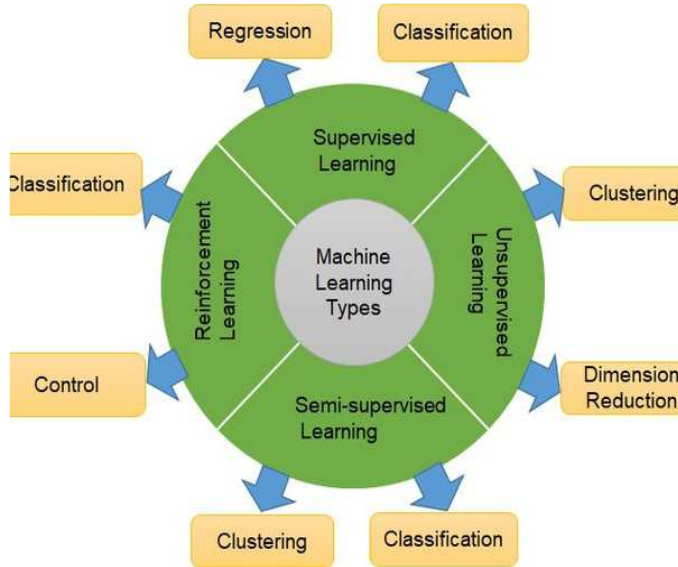 Regression
Classification
Supervised
Learning
Classification
Clustering
Reinforcement
Learning
Machine
Learning
Types
Unsupervised
Learning
Control
Dimension
Reduction
Semi-supervised
Learning
Clustering
Classification